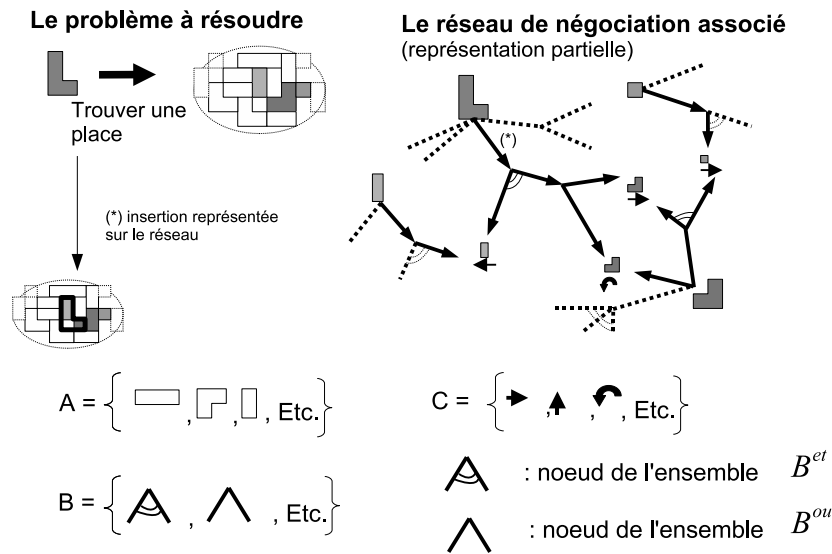 Le problème à résoudre
Trouver une
place
(*) insertion représentée
sur le réseau
Le réseau de négociation associé
(représentation partielle)
(*)
A = { , , , Etc.}
B = { , , Etc.}
C = { , , , Etc.}
: noeud de l'ensemble B^et
: noeud de l'ensemble B^ou